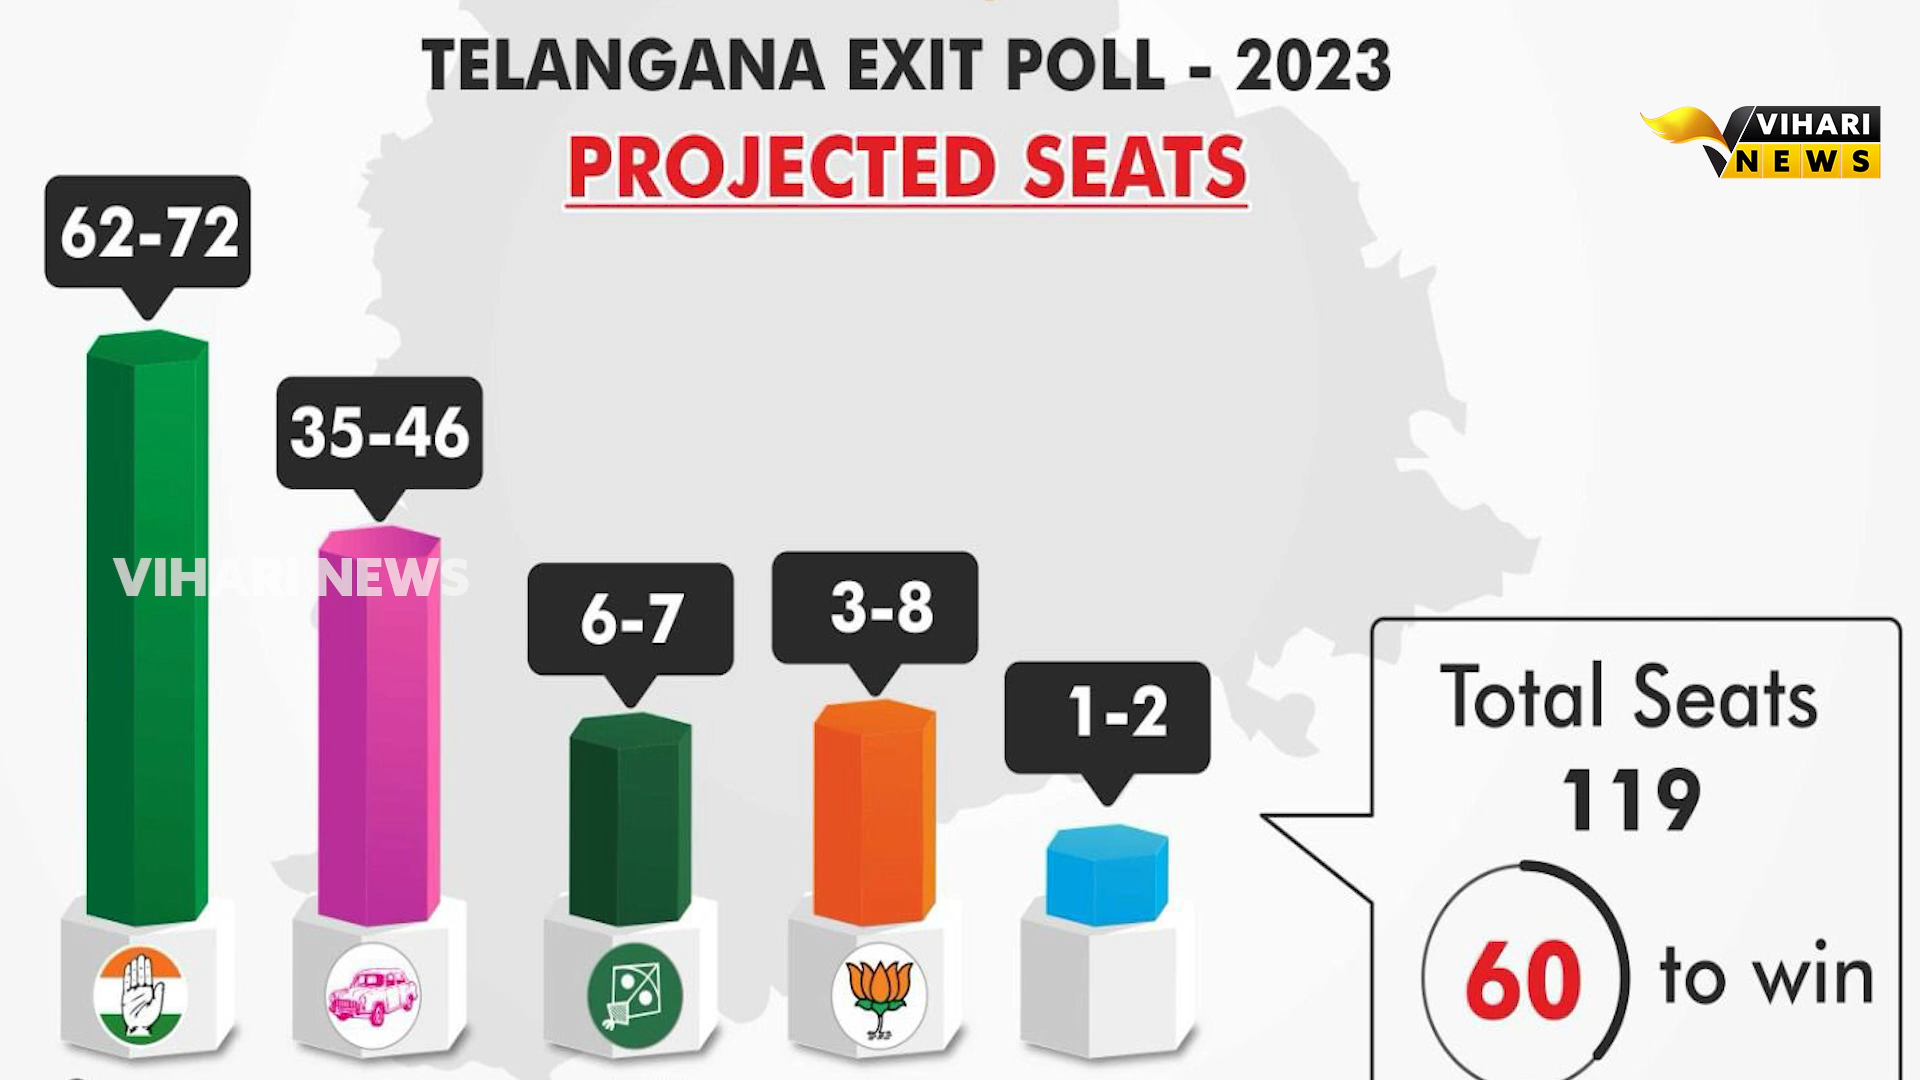 TELANGANA EXIT POLL - 2023
PROJECTED SEATS
VIHARI
NEWS
62-72
35-46
6-7
3-8
1-2
VIHARI NEWS
Total Seats
119
60 to win